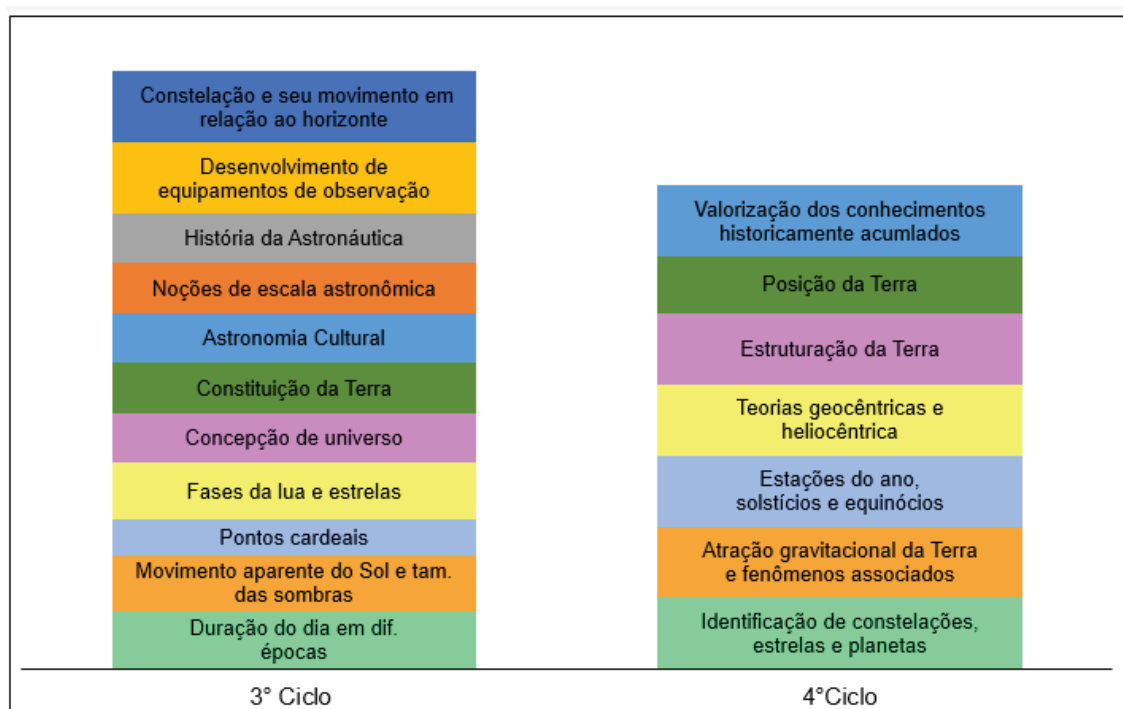 Constelação e seu movimento em
relação ao horizonte
Desenvolvimento de
equipamentos de observação
História da Astronáutica
Noções de escala astronômica
Astronomia Cultural
Constituição da Terra
Concepção de universo
Fases da lua e estrelas
Pontos cardeais
Movimento aparente do Sol e tam.
das sombras
Duração do dia em dif.
épocas
3° Ciclo
Valorização dos conhecimentos
historicamente acumlados
Posição da Terra
Estruturação da Terra
Teorias geocêntricas e
heliocêntrica
Estações do ano,
solstícios e equinócios
Atração gravitacional da Terra
e fenômenos associados
Identificação de constelações,
estrelas e planetas
4°Ciclo